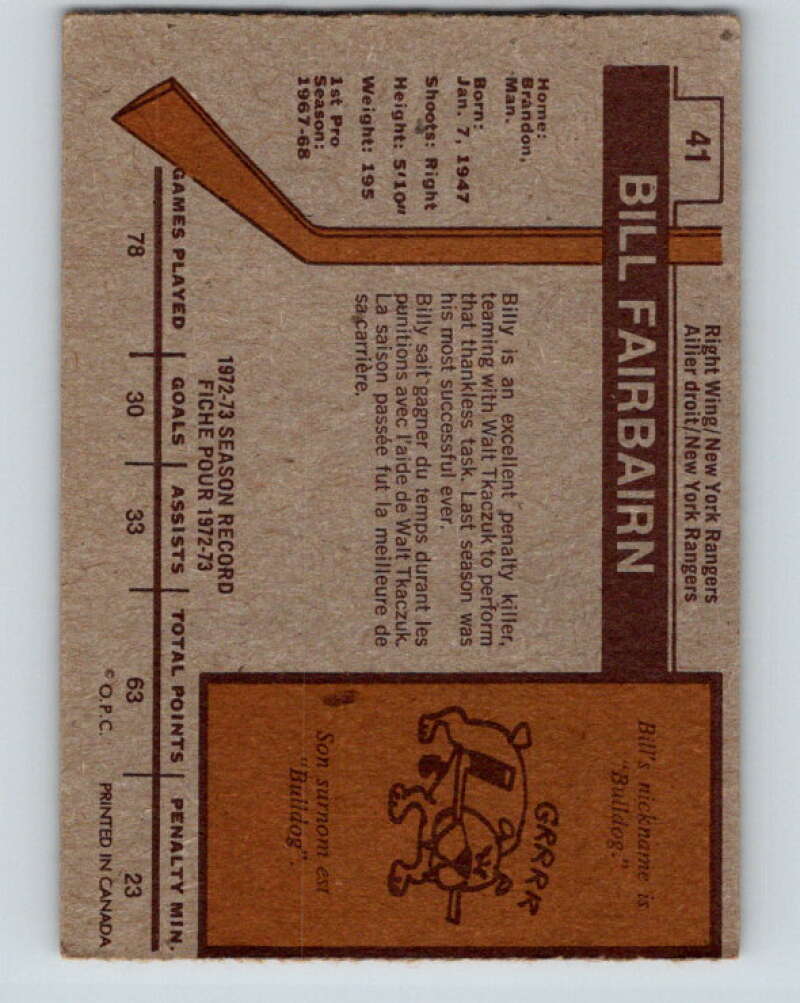 41
Right Wing/New York Rangers
Ailier droit/New York Rangers
BILL FAIRBAIRN
Home:
Brandon,
Man.
Born:
Jan. 7, 1947
Shoots: Right
Height: 5'10"
Weight: 195
1st Pro
Season:
1967-68
Billy is an excellent penalty killer,
teaming with Walt Tkaczuk to perform
that thankless task. Last season was
his most successful ever.
Billy sait gagner du temps durant les
punitions avec l'aide de Walt Tkaczuk.
La saison passée fut la meilleure de
sa carrière.
Bill's nickname is
"Bulldog."
GRRRR
Son surnom est
"Bulldog".
1972-73 SEASON RECORD
FICHE POUR 1972-73
GAMES PLAYED GOALS ASSISTS TOTAL POINTS PENALTY MIN.
78 30 33 63 23
© O.P.C. PRINTED IN CANADA